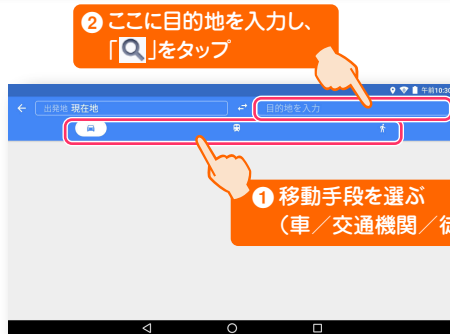 ② ここに目的地を入力し、
「 」をタップ
午前10:30
出発地 現在地
目的地を入力
① 移動手段を選ぶ
（車／交通機関／徒